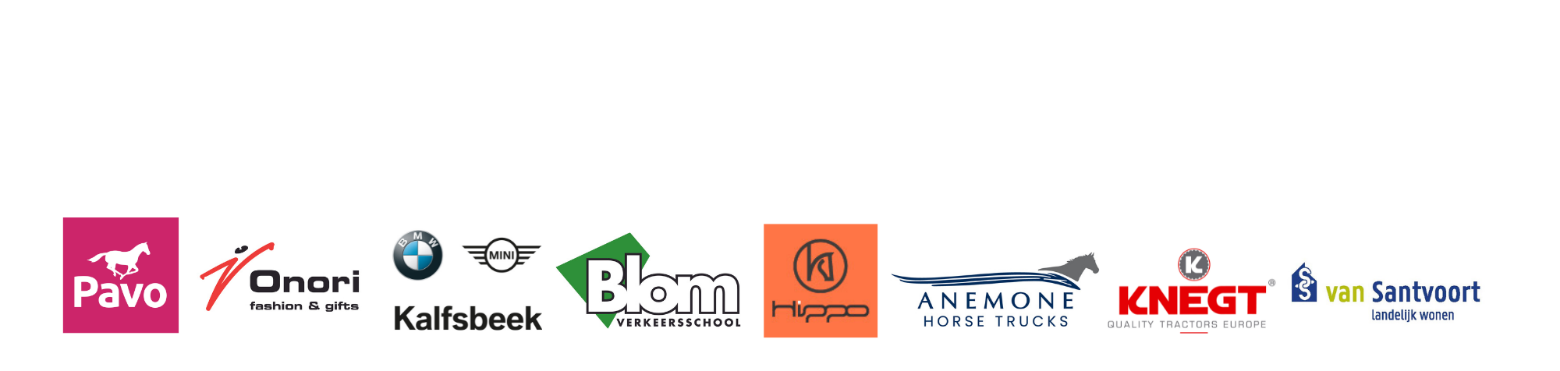 Pavo
Onori
fashion & gifts
BMW
MINI
Kalfsbeek
Blom
VERKEERSSCHOOL
Hippo
ANEMONE
HORSE TRUCKS
K
KNEGT®
QUALITY TRACTORS EUROPE
SS
van Santvoort
landelijk wonen